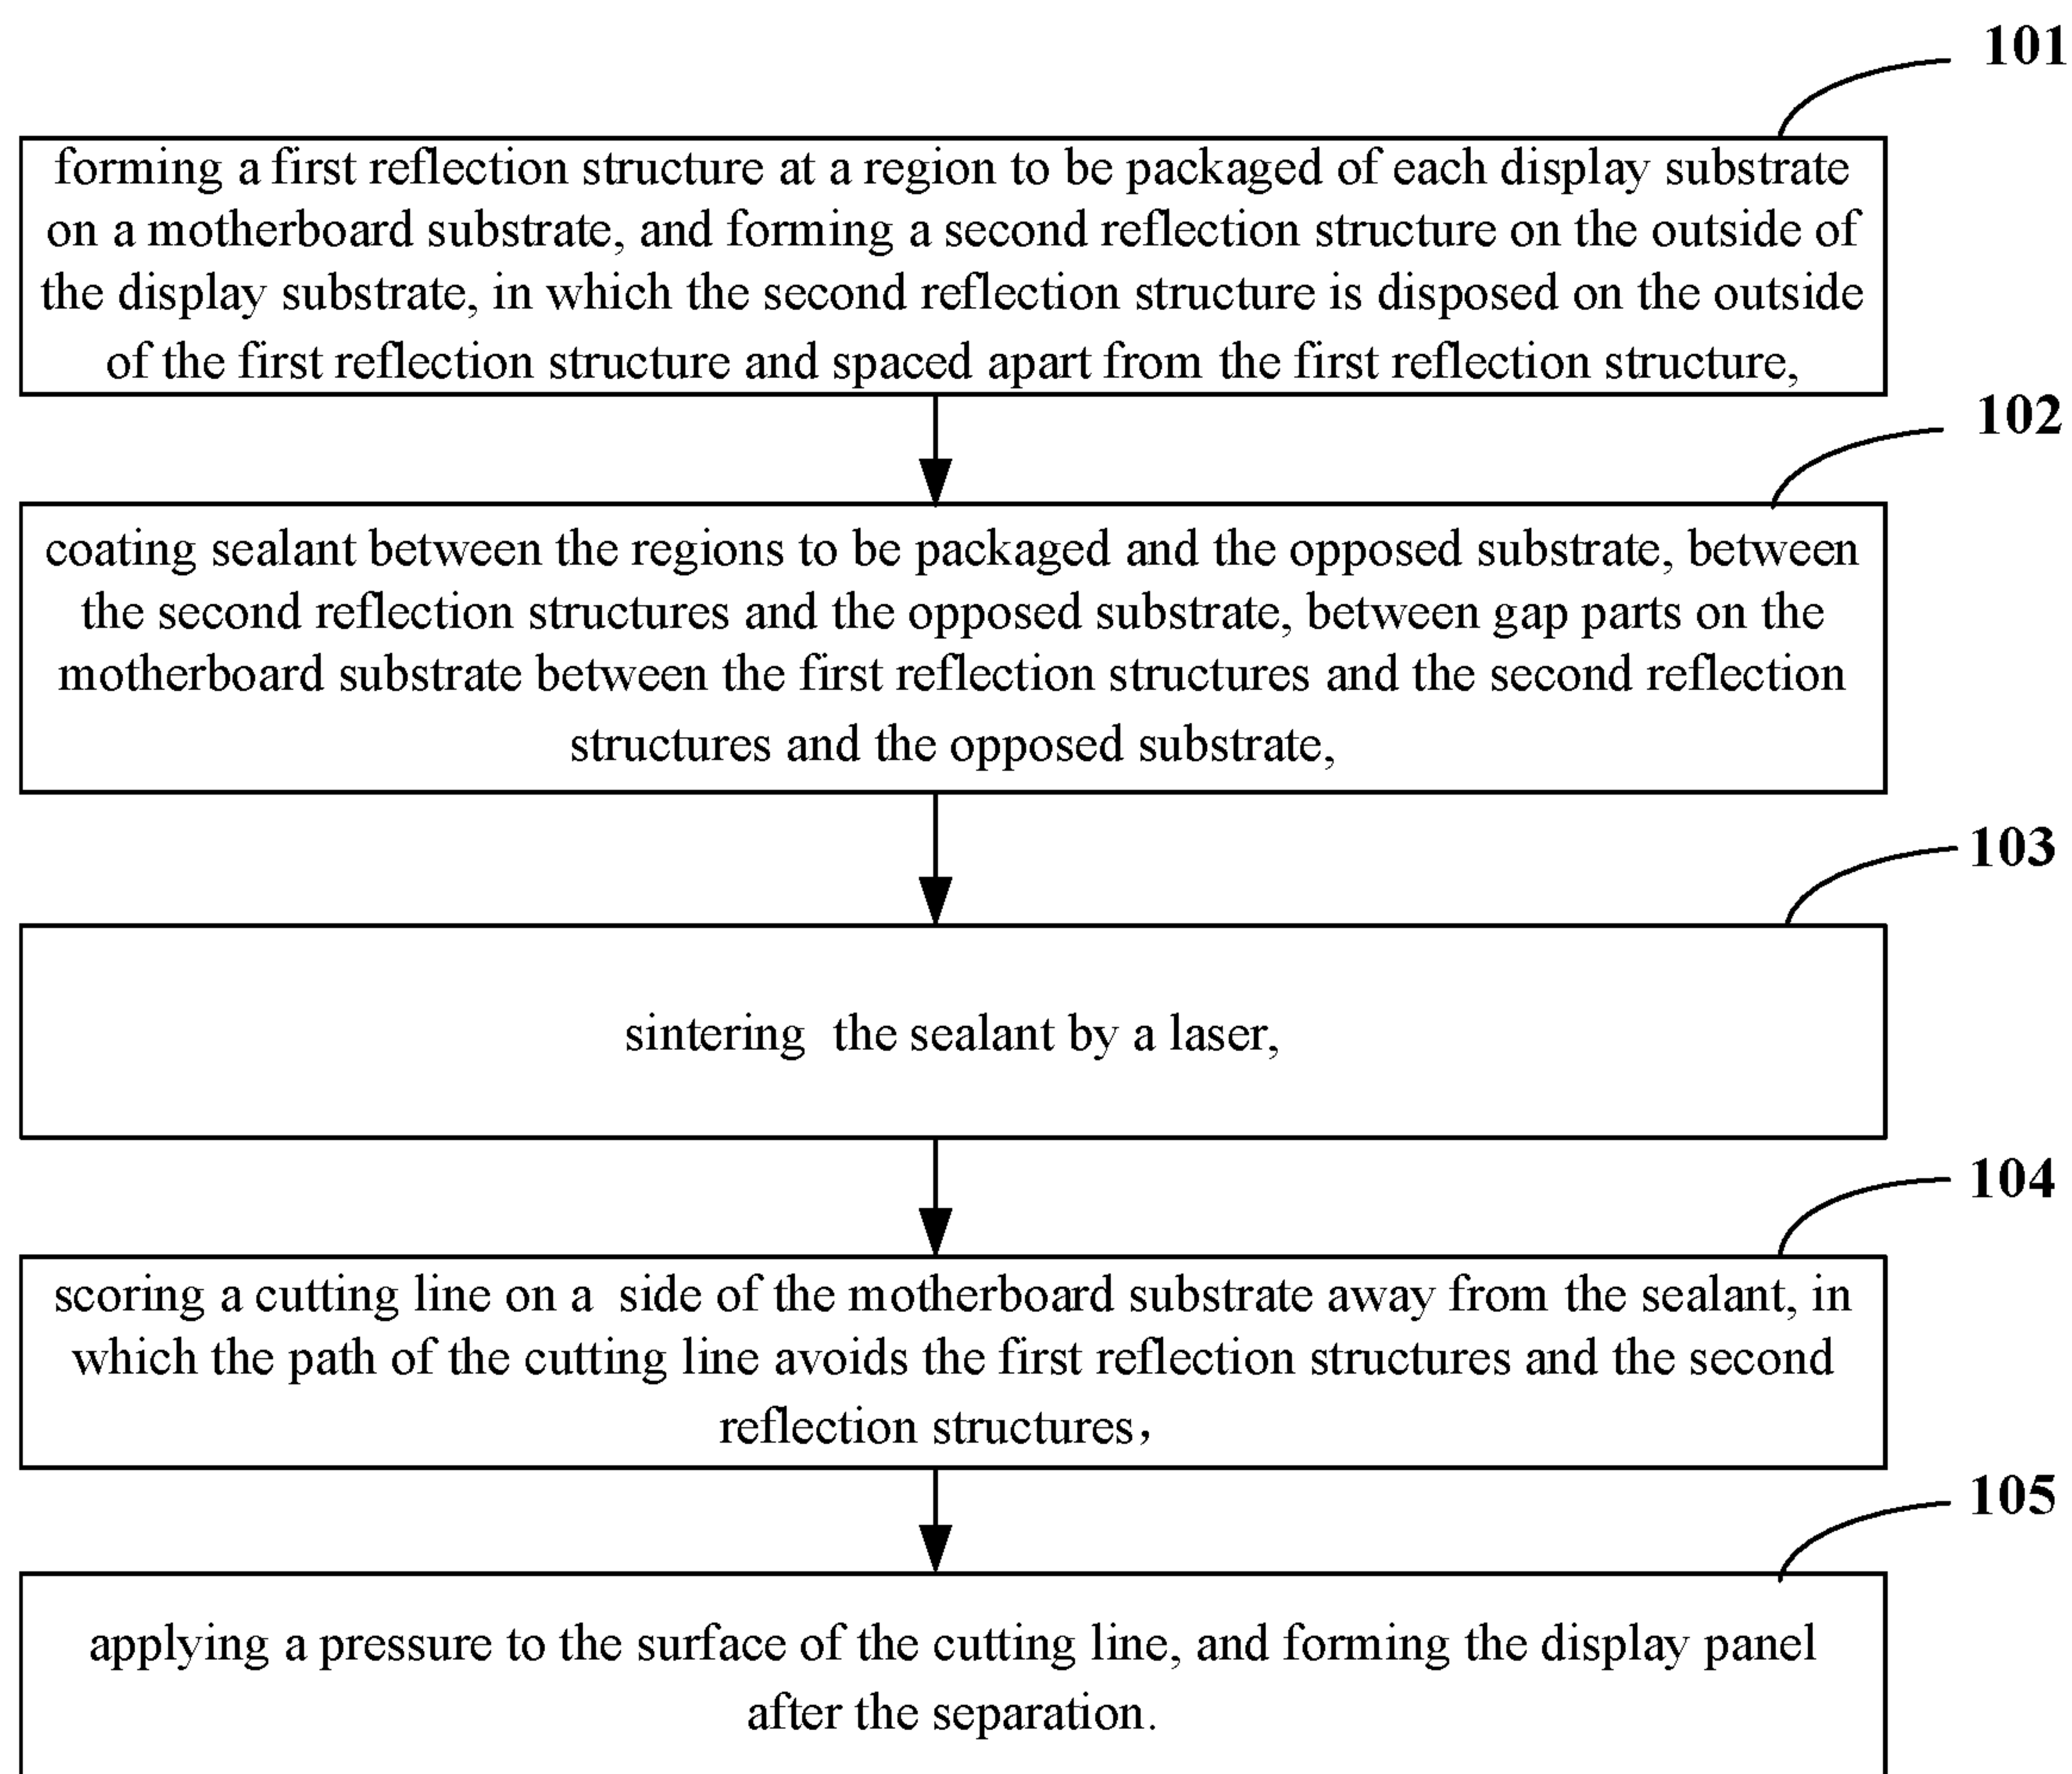 101
forming a first reflection structure at a region to be packaged of each display substrate
on a motherboard substrate, and forming a second reflection structure on the outside of
the display substrate, in which the second reflection structure is disposed on the outside
of the first reflection structure and spaced apart from the first reflection structure,
102
coating sealant between the regions to be packaged and the opposed substrate, between
the second reflection structures and the opposed substrate, between gap parts on the
motherboard substrate between the first reflection structures and the second reflection
structures and the opposed substrate,
103
sintering the sealant by a laser,
104
scoring a cutting line on a side of the motherboard substrate away from the sealant, in
which the path of the cutting line avoids the first reflection structures and the second
reflection structures,
105
applying a pressure to the surface of the cutting line, and forming the display panel
after the separation.